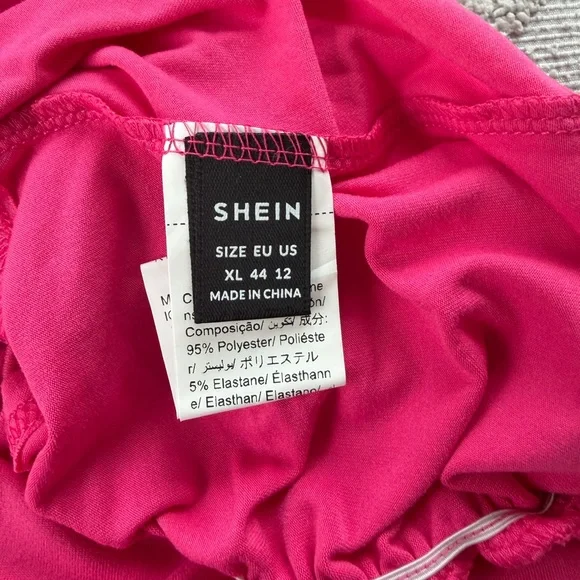 SHEIN
SIZE EU US
XL 44 12
MADE IN CHINA
Composição/ تكوين/ 成分:
95% Polyester/ Poliéste
r/ بوليستر/ ポリエステル
5% Elastane/ Élasthann
e/ Elasthan/ Elastano/